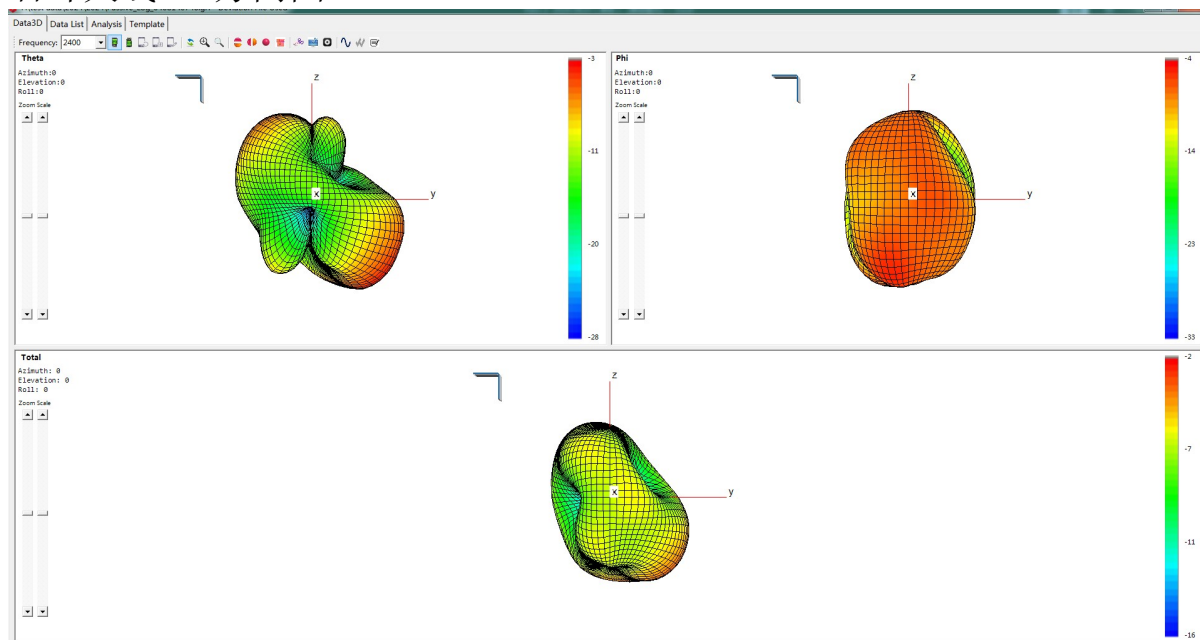 Data3D Data List Analysis Template
Frequency: 2400
Theta
Azimuth:0
Elevation:0
Roll:0
Zoom Scale
z
y
x
-3
-11
-20
-28
Phi
Azimuth:0
Elevation:0
Roll:0
Zoom Scale
z
y
x
-4
-14
-23
-33
Total
Azimuth: 0
Elevation: 0
Roll: 0
Zoom Scale
z
y
x
-2
-7
-11
-16